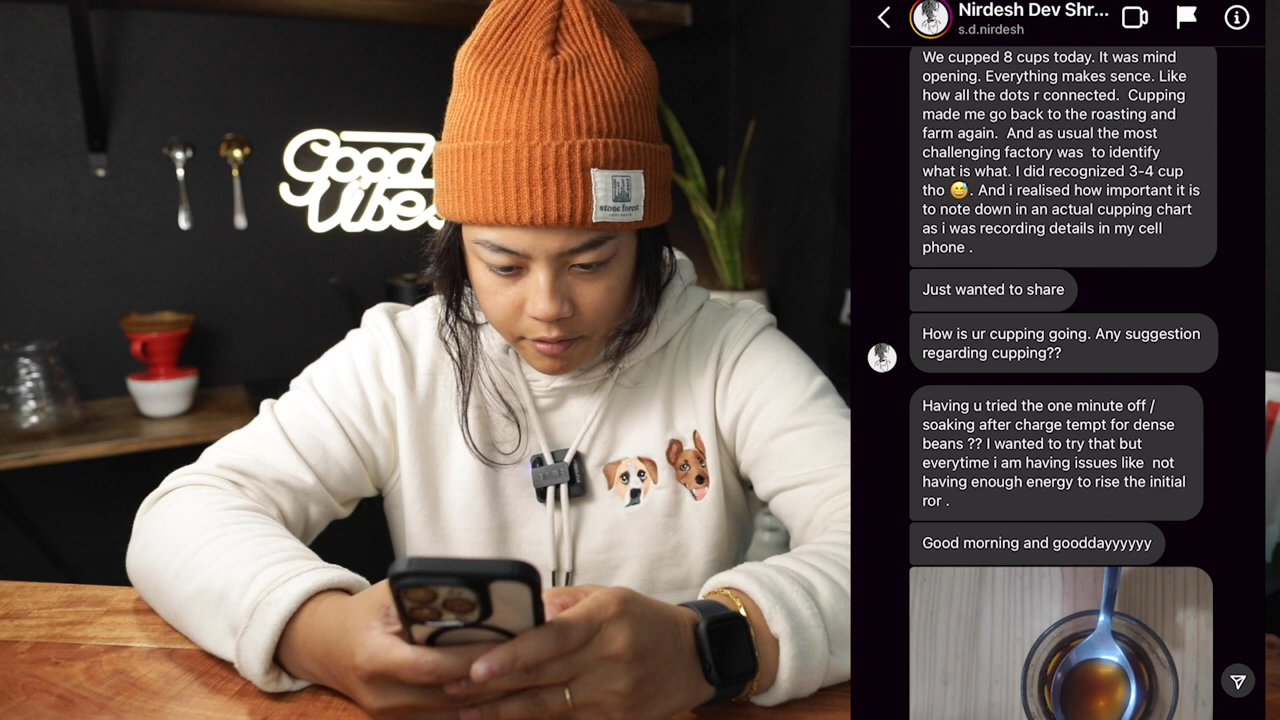 Good
Vibes
stone forest
Nirdesh Dev Shr...
s.d.nirdesh
We cupped 8 cups today. It was mind
opening. Everything makes sence. Like
how all the dots r connected.  Cupping
made me go back to the roasting and
farm again.  And as usual the most
challenging factory was  to identify
what is what. I did recognized 3-4 cup
tho 😅. And i realised how important it is
to note down in an actual cupping chart
as i was recording details in my cell
phone .
Just wanted to share
How is ur cupping going. Any suggestion
regarding cupping??
Having u tried the one minute off /
soaking after charge tempt for dense
beans ?? I wanted to try that but
everytime i am having issues like  not
having enough energy to rise the initial
ror .
Good morning and gooddayyyyyy